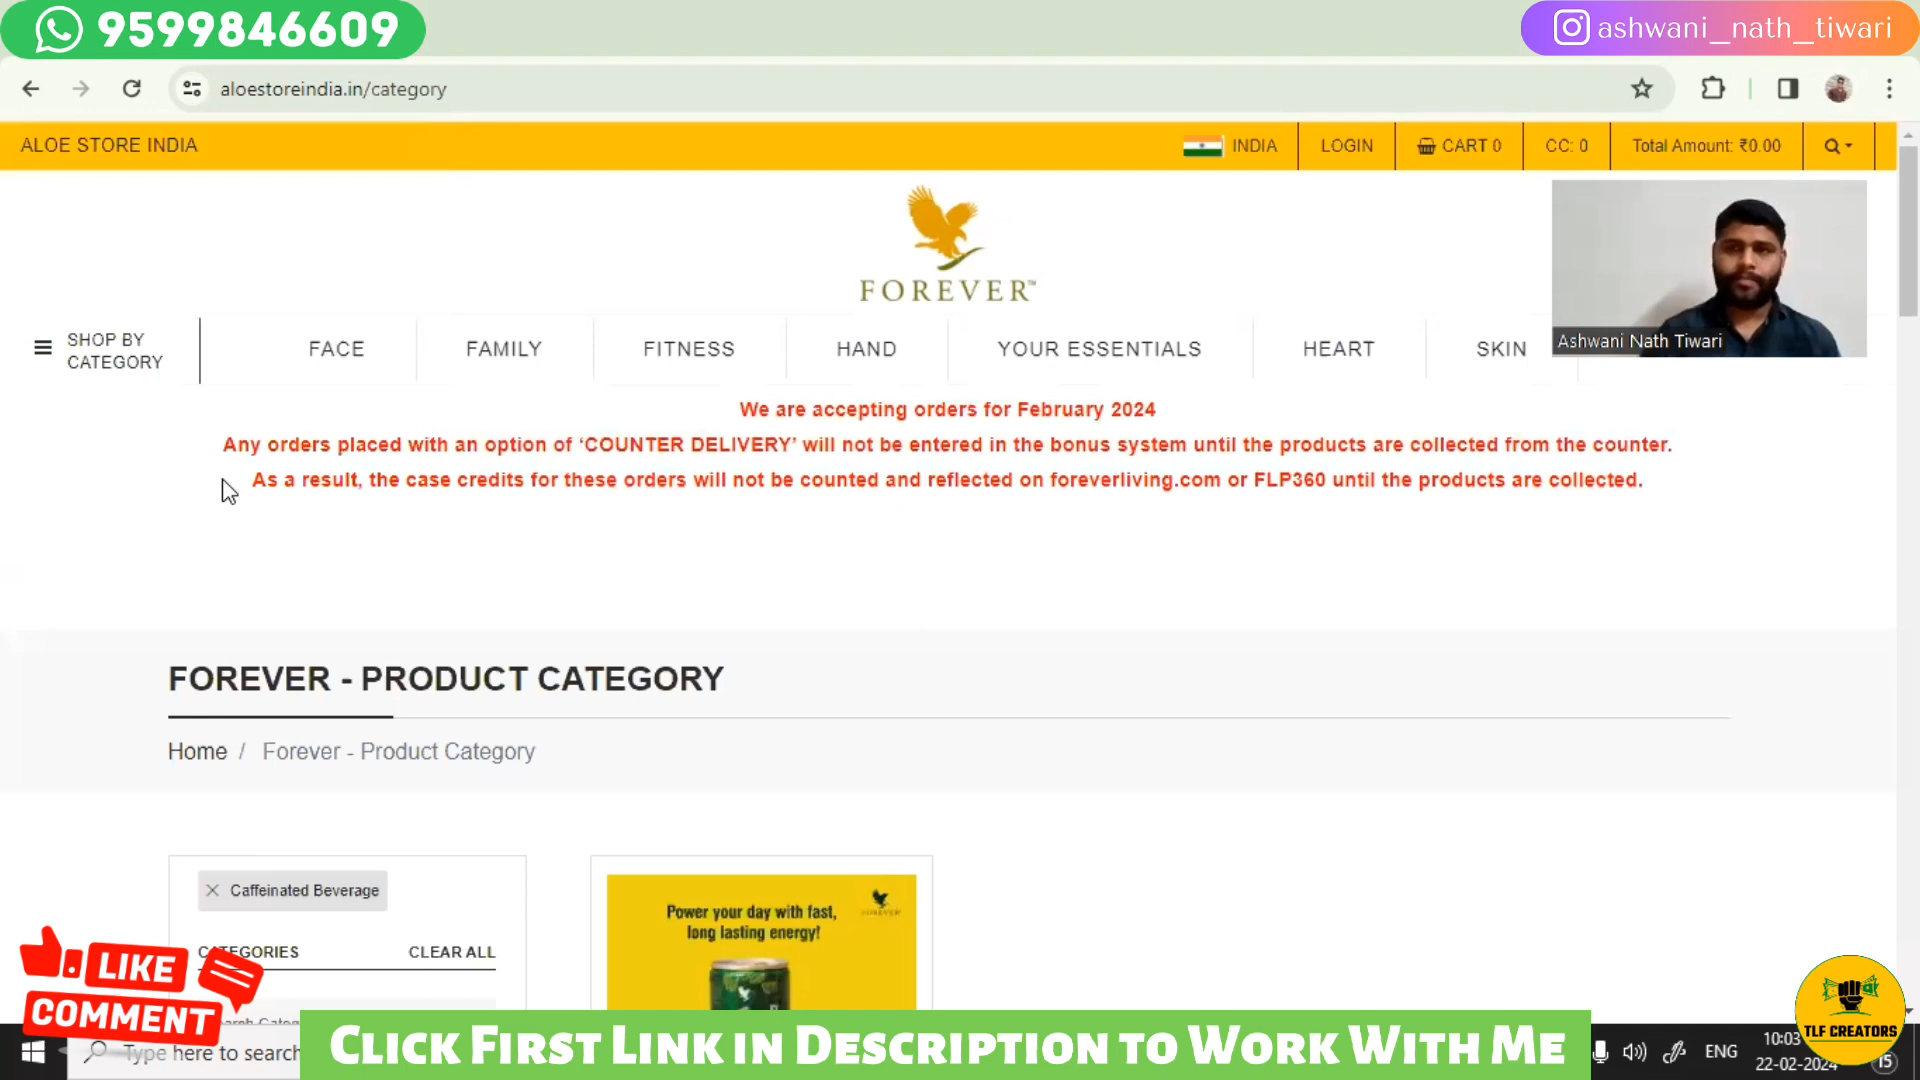 9599846609
ashwani_nath_tiwari
aloestoreindia.in/category
ALOE STORE INDIA
INDIA
LOGIN
CART 0
CC: 0
Total Amount: ₹0.00
FOREVER™
SHOP BY
CATEGORY
FACE
FAMILY
FITNESS
HAND
YOUR ESSENTIALS
HEART
SKIN
Ashwani Nath Tiwari
We are accepting orders for February 2024
Any orders placed with an option of ‘COUNTER DELIVERY’ will not be entered in the bonus system until the products are collected from the counter.
As a result, the case credits for these orders will not be counted and reflected on foreverliving.com or FLP360 until the products are collected.
FOREVER - PRODUCT CATEGORY
Home / Forever - Product Category
Caffeinated Beverage
CATEGORIES
CLEAR ALL
Power your day with fast,
long lasting energy!
FOREVER
LIKE
COMMENT
Type here to search
CLICK FIRST LINK IN DESCRIPTION TO WORK WITH ME
ENG
10:03
22-02-2024
15
TLF CREATORS